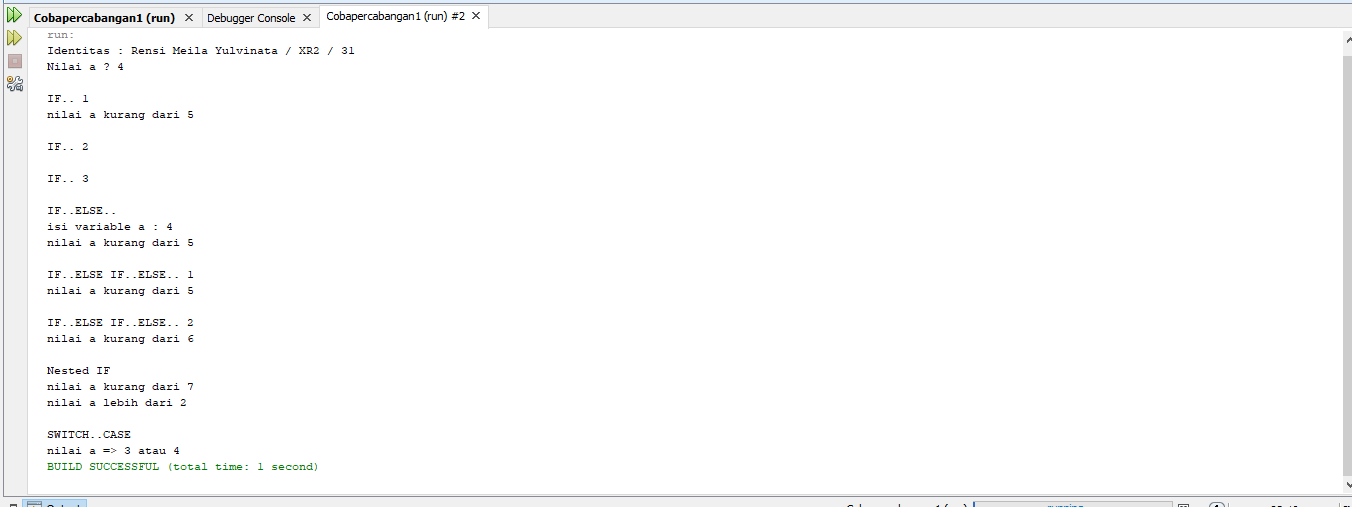 Cobapercabangan1 (run) × Debugger Console × Cobapercabangan1 (run) #2 ×
run:
Identitas : Rensi Meila Yulvinata / XR2 / 31
Nilai a ? 4
IF.. 1
nilai a kurang dari 5
IF.. 2
IF.. 3
IF..ELSE..
isi variable a : 4
nilai a kurang dari 5
IF..ELSE IF..ELSE.. 1
nilai a kurang dari 5
IF..ELSE IF..ELSE.. 2
nilai a kurang dari 6
Nested IF
nilai a kurang dari 7
nilai a lebih dari 2
SWITCH..CASE
nilai a => 3 atau 4
BUILD SUCCESSFUL (total time: 1 second)